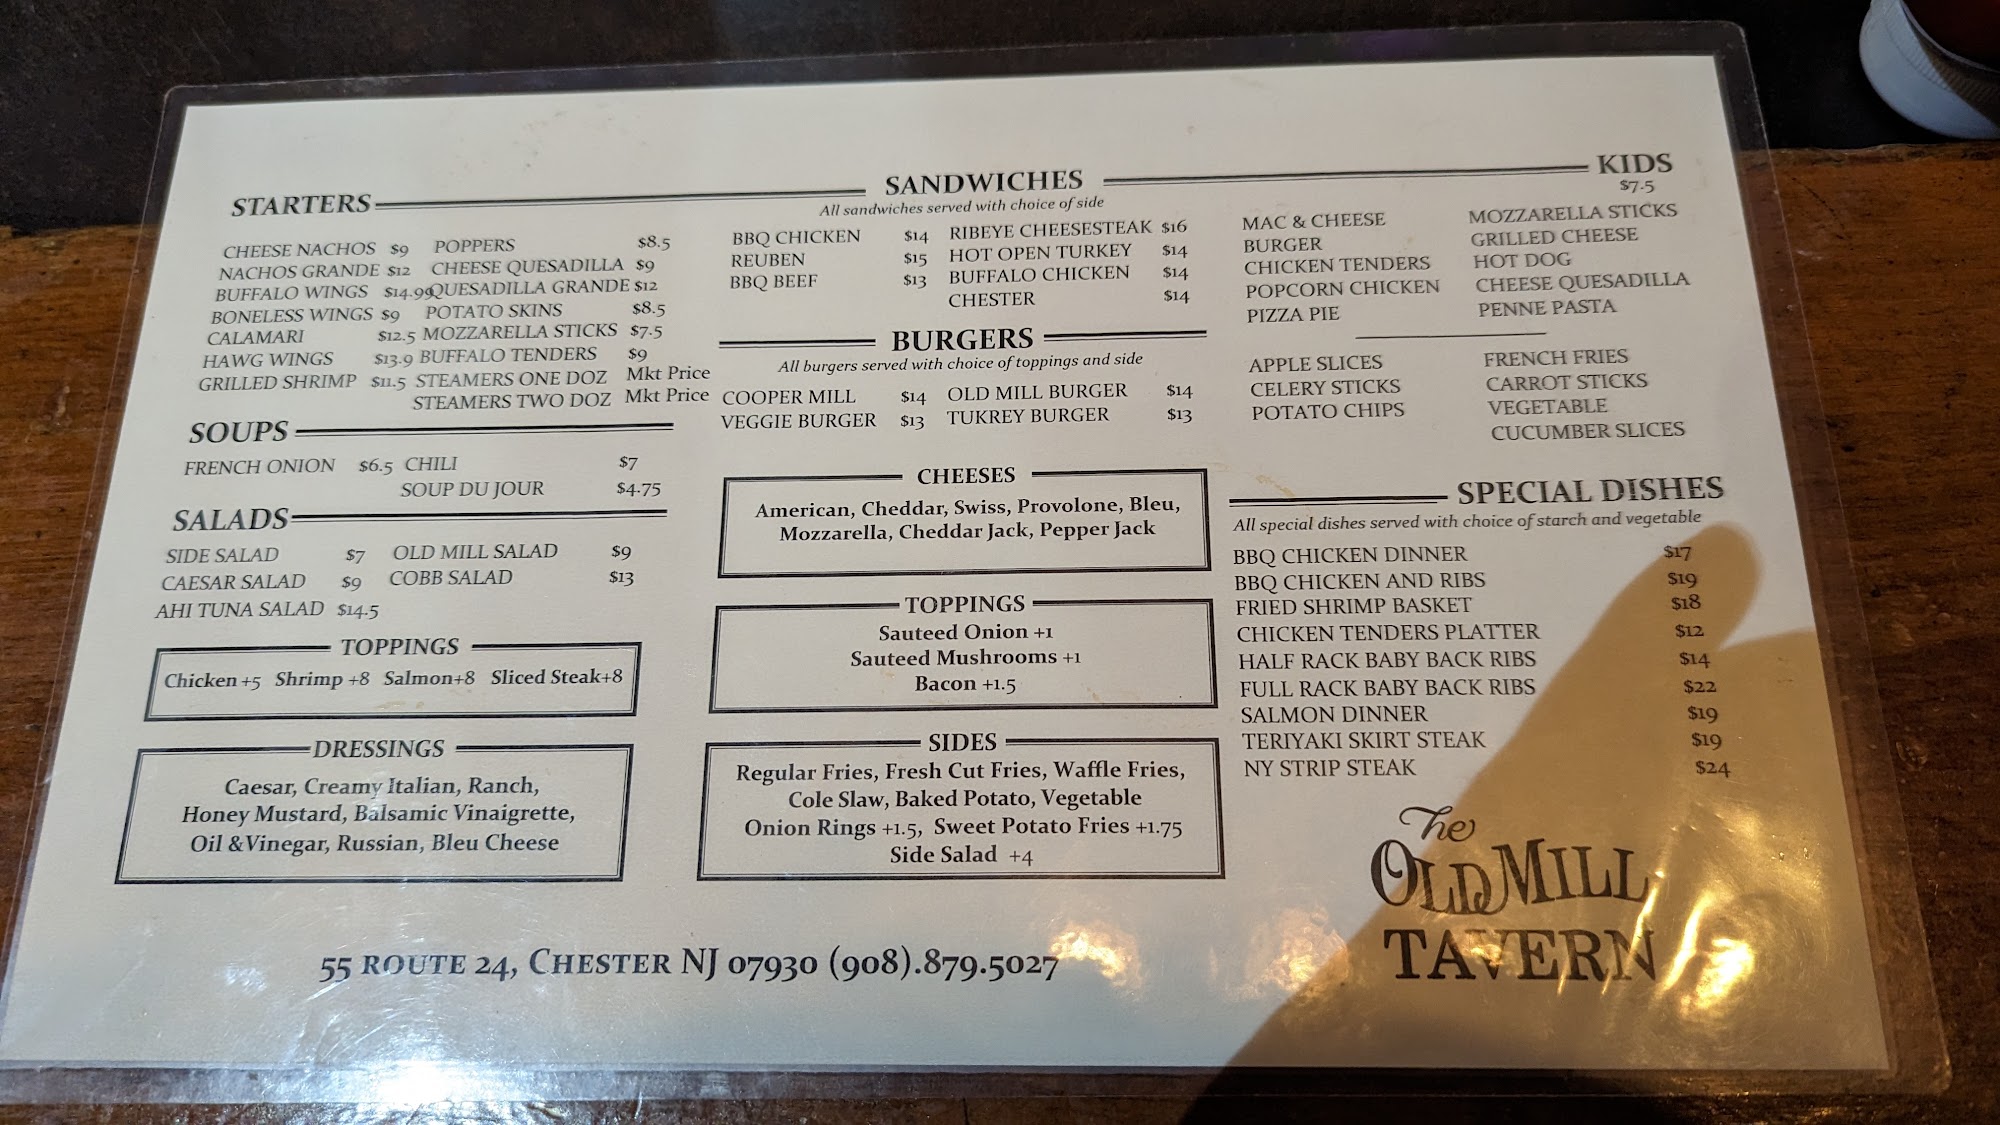 STARTERS
CHEESE NACHOS $9 POPPERS $8.5
NACHOS GRANDE $12 CHEESE QUESADILLA $9
BUFFALO WINGS $14.99 QUESADILLA GRANDE $12
BONELESS WINGS $9 POTATO SKINS $8.5
CALAMARI $12.5 MOZZARELLA STICKS $7.5
HAWG WINGS $13.9 BUFFALO TENDERS $9
GRILLED SHRIMP $11.5 STEAMERS ONE DOZ Mkt Price
STEAMERS TWO DOZ Mkt Price
SOUPS
FRENCH ONION $6.5 CHILI $7
SOUP DU JOUR $4.75
SALADS
SIDE SALAD $7 OLD MILL SALAD $9
CAESAR SALAD $9 COBB SALAD $13
AHI TUNA SALAD $14.5
TOPPINGS
Chicken +5 Shrimp +8 Salmon+8 Sliced Steak+8
DRESSINGS
Caesar, Creamy Italian, Ranch,
Honey Mustard, Balsamic Vinaigrette,
Oil &Vinegar, Russian, Bleu Cheese
SANDWICHES
All sandwiches served with choice of side
BBQ CHICKEN $14 RIBEYE CHEESESTEAK $16
REUBEN $15 HOT OPEN TURKEY $14
BBQ BEEF $13 BUFFALO CHICKEN $14
CHESTER $14
BURGERS
All burgers served with choice of toppings and side
COOPER MILL $14 OLD MILL BURGER $14
VEGGIE BURGER $13 TUKREY BURGER $13
CHEESES
American, Cheddar, Swiss, Provolone, Bleu,
Mozzarella, Cheddar Jack, Pepper Jack
TOPPINGS
Sauteed Onion +1
Sauteed Mushrooms +1
Bacon +1.5
SIDES
Regular Fries, Fresh Cut Fries, Waffle Fries,
Cole Slaw, Baked Potato, Vegetable
Onion Rings +1.5, Sweet Potato Fries +1.75
Side Salad +4
KIDS
$7.5
MAC & CHEESE MOZZARELLA STICKS
BURGER GRILLED CHEESE
CHICKEN TENDERS HOT DOG
POPCORN CHICKEN CHEESE QUESADILLA
PIZZA PIE PENNE PASTA
APPLE SLICES FRENCH FRIES
CELERY STICKS CARROT STICKS
POTATO CHIPS VEGETABLE
CUCUMBER SLICES
SPECIAL DISHES
All special dishes served with choice of starch and vegetable
BBQ CHICKEN DINNER $17
BBQ CHICKEN AND RIBS $19
FRIED SHRIMP BASKET $18
CHICKEN TENDERS PLATTER $12
HALF RACK BABY BACK RIBS $14
FULL RACK BABY BACK RIBS $22
SALMON DINNER $19
TERIYAKI SKIRT STEAK $19
NY STRIP STEAK $24
The
OLD MILL
TAVERN
55 ROUTE 24, CHESTER NJ 07930 (908).879.5027